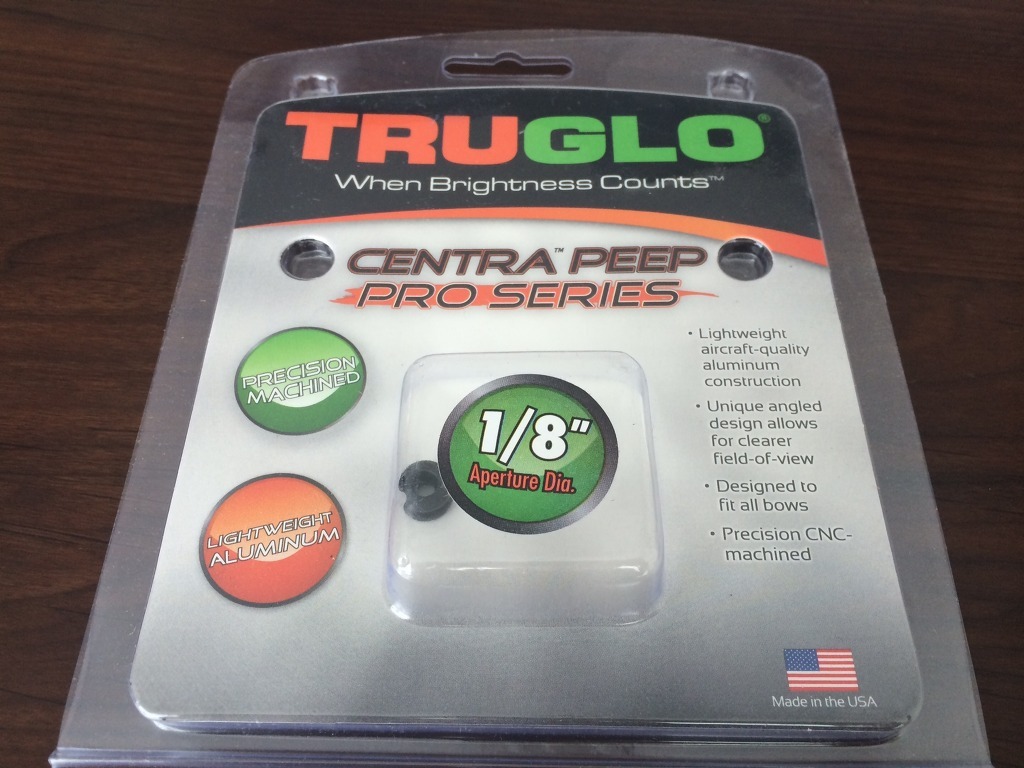 TRUGLO®
When Brightness Counts™
CENTRA™ PEEP
PRO SERIES
PRECISION
MACHINED
LIGHTWEIGHT
ALUMINUM
1/8"
Aperture Dia.
• Lightweight
aircraft-quality
aluminum
construction
• Unique angled
design allows
for clearer
field-of-view
• Designed to
fit all bows
• Precision CNC-
machined
Made in the USA